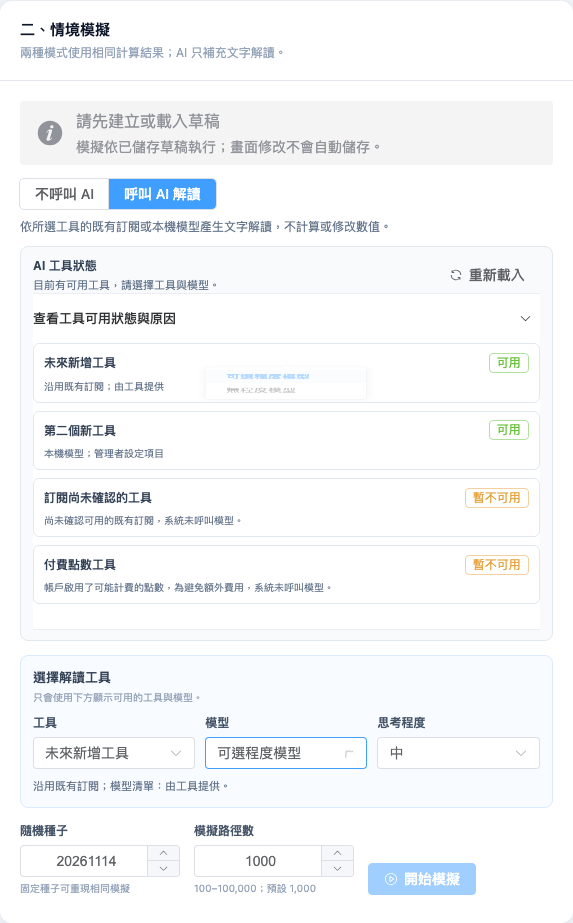 二、情境模擬
兩種模式使用相同計算結果；AI 只補充文字解讀。
請先建立或載入草稿
模擬依已儲存草稿執行；畫面修改不會自動儲存。
不呼叫 AI
呼叫 AI 解讀
依所選工具的既有訂閱或本機模型產生文字解讀，不計算或修改數值。
AI 工具狀態
目前有可用工具，請選擇工具與模型。
重新載入
查看工具可用狀態與原因
未來新增工具
可用
沿用既有訂閱；由工具提供
第二個新工具
可用
本機模型；管理者設定項目
訂閱尚未確認的工具
暫不可用
尚未確認可用的既有訂閱，系統未呼叫模型。
付費點數工具
暫不可用
帳戶啟用了可能計費的點數，為避免額外費用，系統未呼叫模型。
選擇解讀工具
只會使用下方顯示可用的工具與模型。
工具
模型
思考程度
未來新增工具
可選程度模型
中
沿用既有訂閱；模型清單：由工具提供。
隨機種子
模擬路徑數
20261114
1000
開始模擬
固定種子可重現相同模擬
100–100,000；預設 1,000